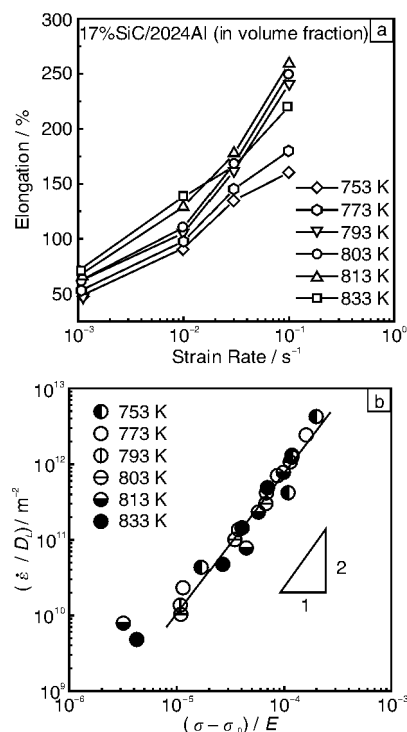 17%SiC/2024Al (in volume fraction)
a
300
250
200
150
100
50
Elongation / %
753 K
773 K
793 K
803 K
813 K
833 K
10⁻³
10⁻²
10⁻¹
10⁰
Strain Rate / s⁻¹
b
10¹³
10¹²
10¹¹
10¹⁰
10⁹
(ε̇ / D_L) / m⁻²
753 K
773 K
793 K
803 K
813 K
833 K
2
1
10⁻⁶
10⁻⁵
10⁻⁴
10⁻³
(σ−σ₀) / E